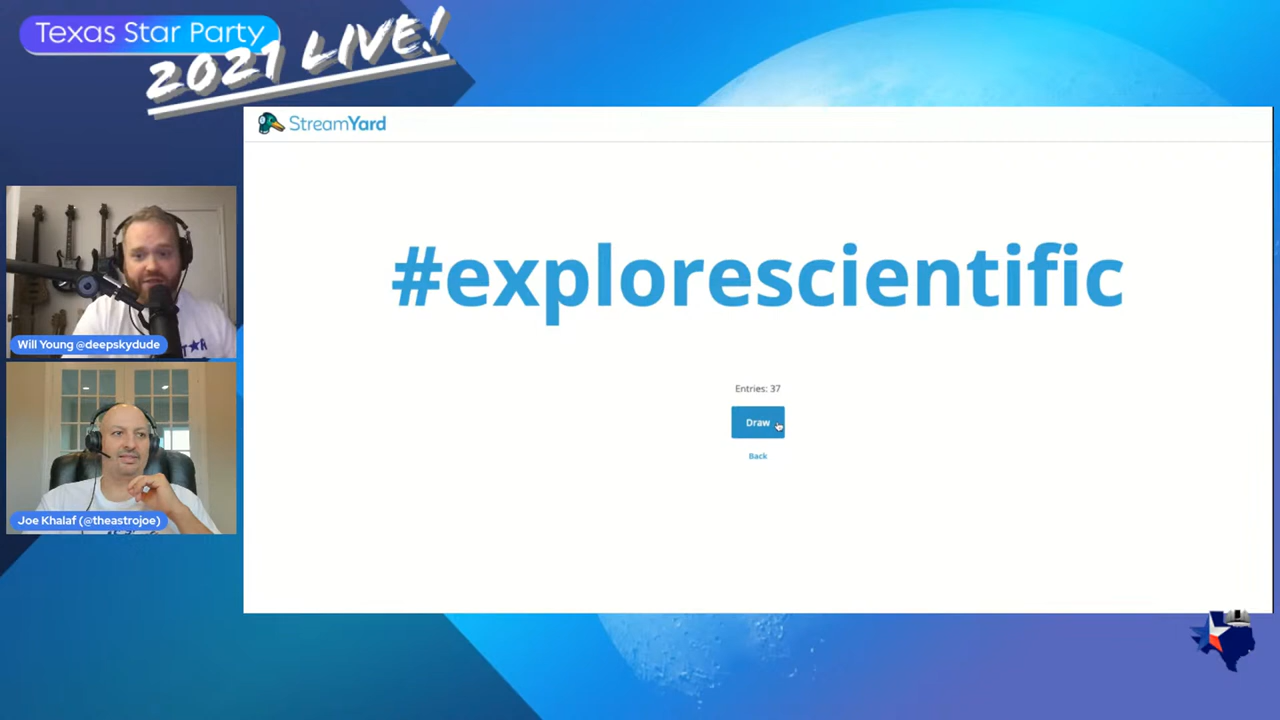 Texas Star Party
2021 LIVE!
StreamYard
#explorescientific
Entries: 37
Draw
Back
Will Young @deepskydude
Joe Khalaf (@theastrojoe)